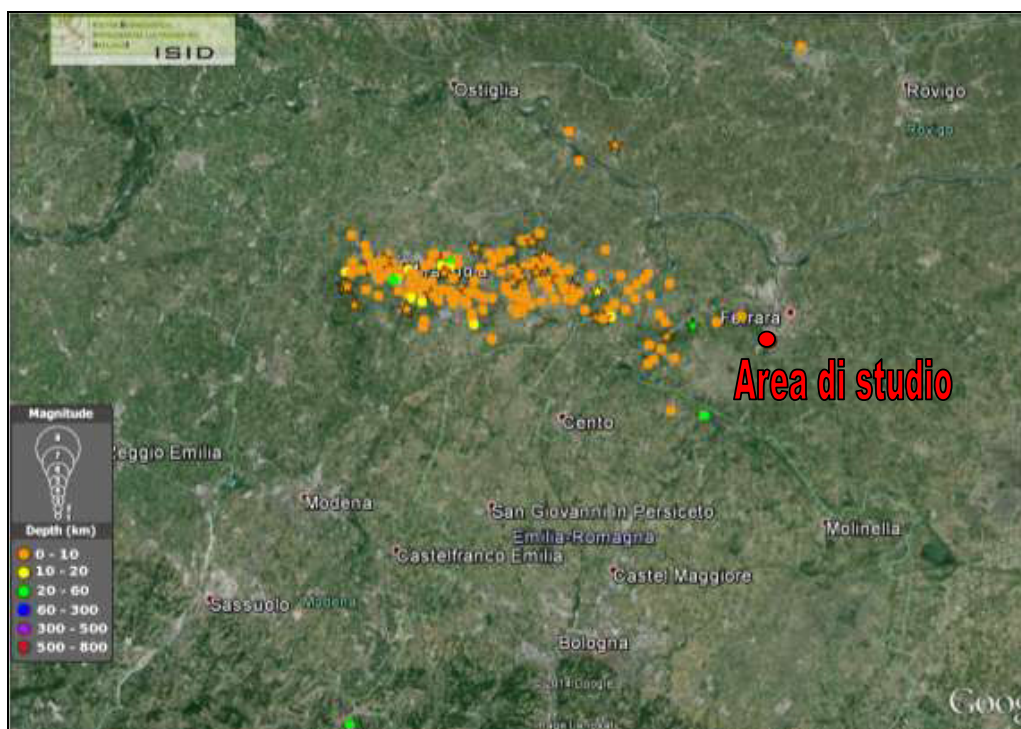 ISID
Ostiglia
Rovigo
Rovigo
Ferrara
Area di studio
Cento
Reggio Emilia
Modena
San Giovanni in Persiceto
Emilia-Romagna
Molinella
Castelfranco Emilia
Castel Maggiore
Sassuolo
Modena
Bologna
Goog
Magnitude
Depth (km)
0 - 10
10 - 20
20 - 60
60 - 300
300 - 500
500 - 800